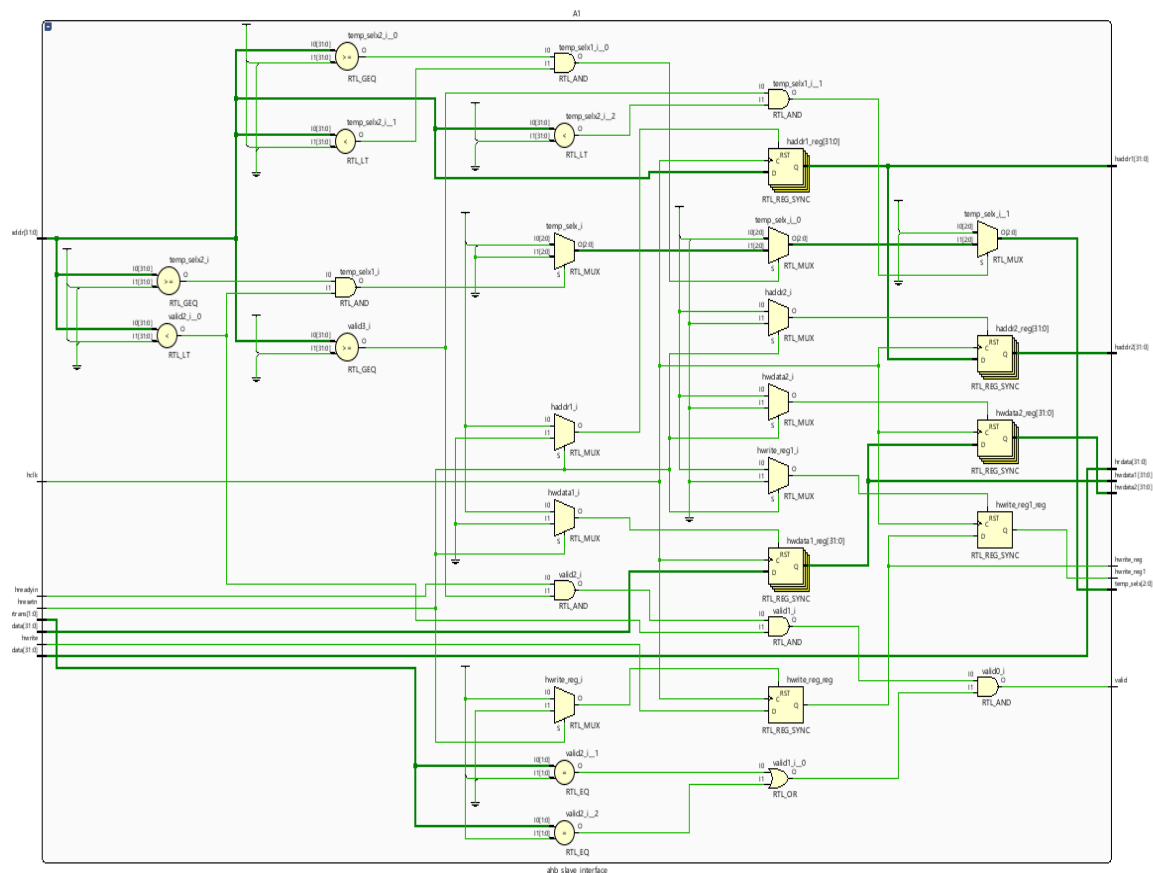 A1
temp_selx2_i__0
I0[31:0]
I1[31:0]
O
>=
RTL_GEQ
temp_selx1_i__0
I0
I1
O
RTL_AND
temp_selx1_i__1
I0
I1
O
RTL_AND
temp_selx2_i__1
I0[31:0]
I1[31:0]
O
<
RTL_LT
temp_selx2_i__2
I0[31:0]
I1[31:0]
O
<
RTL_LT
haddr1_reg[31:0]
RST
C
D
Q
RTL_REG_SYNC
haddr1[31:0]
temp_selx_i
I0[2:0]
I1[2:0]
O[2:0]
S
RTL_MUX
temp_selx_i__0
I0[2:0]
I1[2:0]
O[2:0]
S
RTL_MUX
temp_selx_i__1
I0[2:0]
I1[2:0]
O[2:0]
S
RTL_MUX
temp_selx2_i
I0[31:0]
I1[31:0]
O
>=
RTL_GEQ
temp_selx1_i
I0
I1
O
RTL_AND
haddr2_i
I0
I1
O
S
RTL_MUX
valid2_i__0
I0[31:0]
I1[31:0]
O
<
RTL_LT
valid3_i
I0[31:0]
I1[31:0]
O
>=
RTL_GEQ
haddr2_reg[31:0]
RST
C
D
Q
RTL_REG_SYNC
haddr2[31:0]
hwdata2_i
I0
I1
O
S
RTL_MUX
haddr1_i
I0
I1
O
S
RTL_MUX
hwdata2_reg[31:0]
RST
C
D
Q
RTL_REG_SYNC
hwrite_reg1_i
I0
I1
O
S
RTL_MUX
hclk
hrdata[31:0]
hwdata1[31:0]
hwdata2[31:0]
hwdata1_i
I0
I1
O
S
RTL_MUX
hwrite_reg1_reg
RST
C
D
Q
RTL_REG_SYNC
hwdata1_reg[31:0]
RST
C
D
Q
RTL_REG_SYNC
hwrite_reg
hwrite_reg1
temp_selx[2:0]
valid2_i
I0
I1
O
RTL_AND
hreadyin
hresetn
data[31:0]
hwrite
data[31:0]
valid1_i
I0
I1
O
RTL_AND
hwrite_reg_i
I0
I1
O
S
RTL_MUX
hwrite_reg_reg
RST
C
D
Q
RTL_REG_SYNC
valid0_i
I0
I1
O
RTL_AND
valid
valid2_i__1
I0[1:0]
I1[1:0]
O
=
RTL_EQ
valid1_i__0
I0
I1
O
RTL_OR
valid2_i__2
I0[1:0]
I1[1:0]
O
=
RTL_EQ
ahb_slave_interface